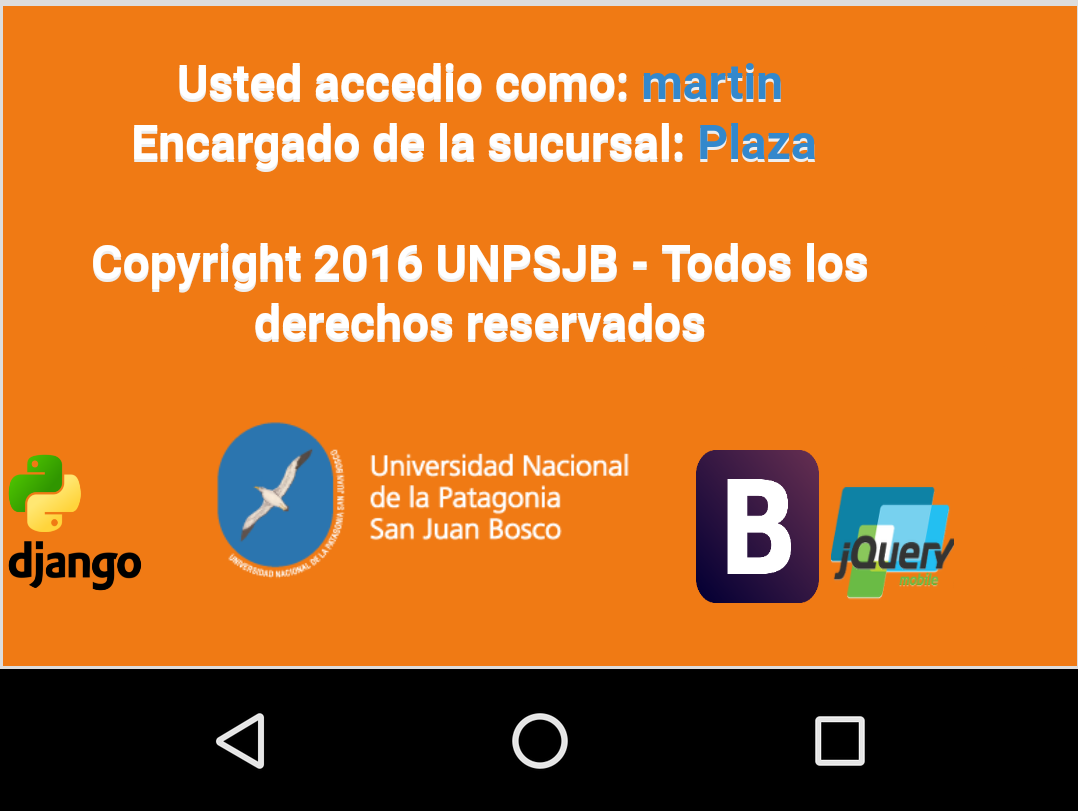 Usted accedio como: martin
Encargado de la sucursal: Plaza
Copyright 2016 UNPSJB - Todos los
derechos reservados
django
UNIVERSIDAD NACIONAL DE LA PATAGONIA SAN JUAN BOSCO
Universidad Nacional
de la Patagonia
San Juan Bosco
B
jQuery
mobile